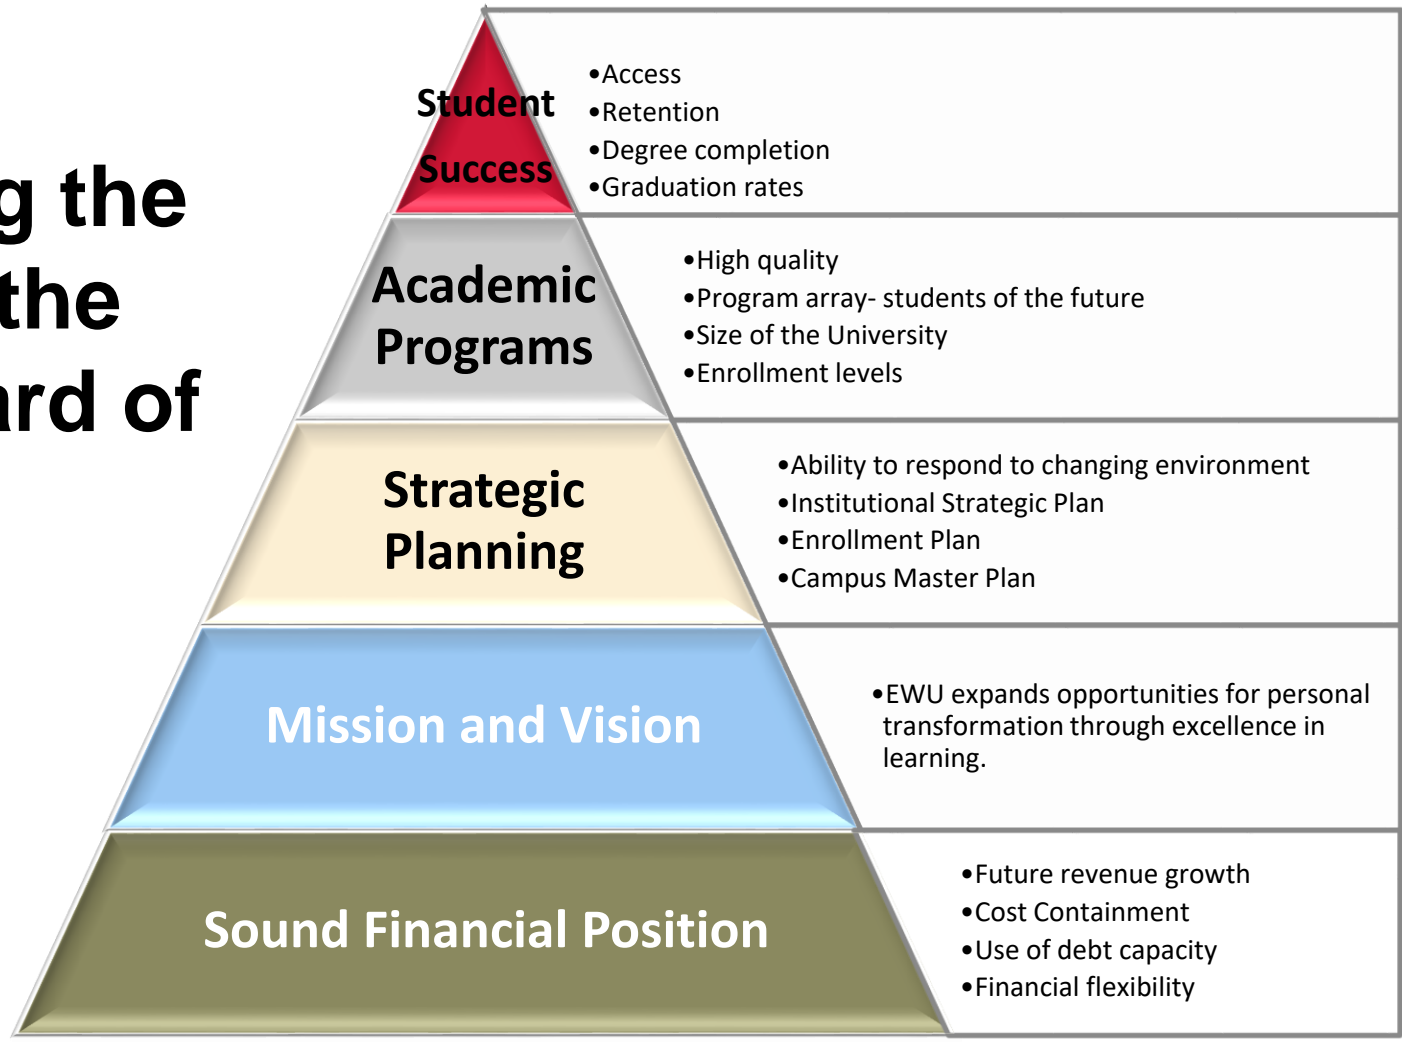 g the
the
ard of
Student
Success
•Access
•Retention
•Degree completion
•Graduation rates
Academic
Programs
•High quality
•Program array- students of the future
•Size of the University
•Enrollment levels
Strategic
Planning
•Ability to respond to changing environment
•Institutional Strategic Plan
•Enrollment Plan
•Campus Master Plan
Mission and Vision
•EWU expands opportunities for personal
transformation through excellence in
learning.
Sound Financial Position
•Future revenue growth
•Cost Containment
•Use of debt capacity
•Financial flexibility